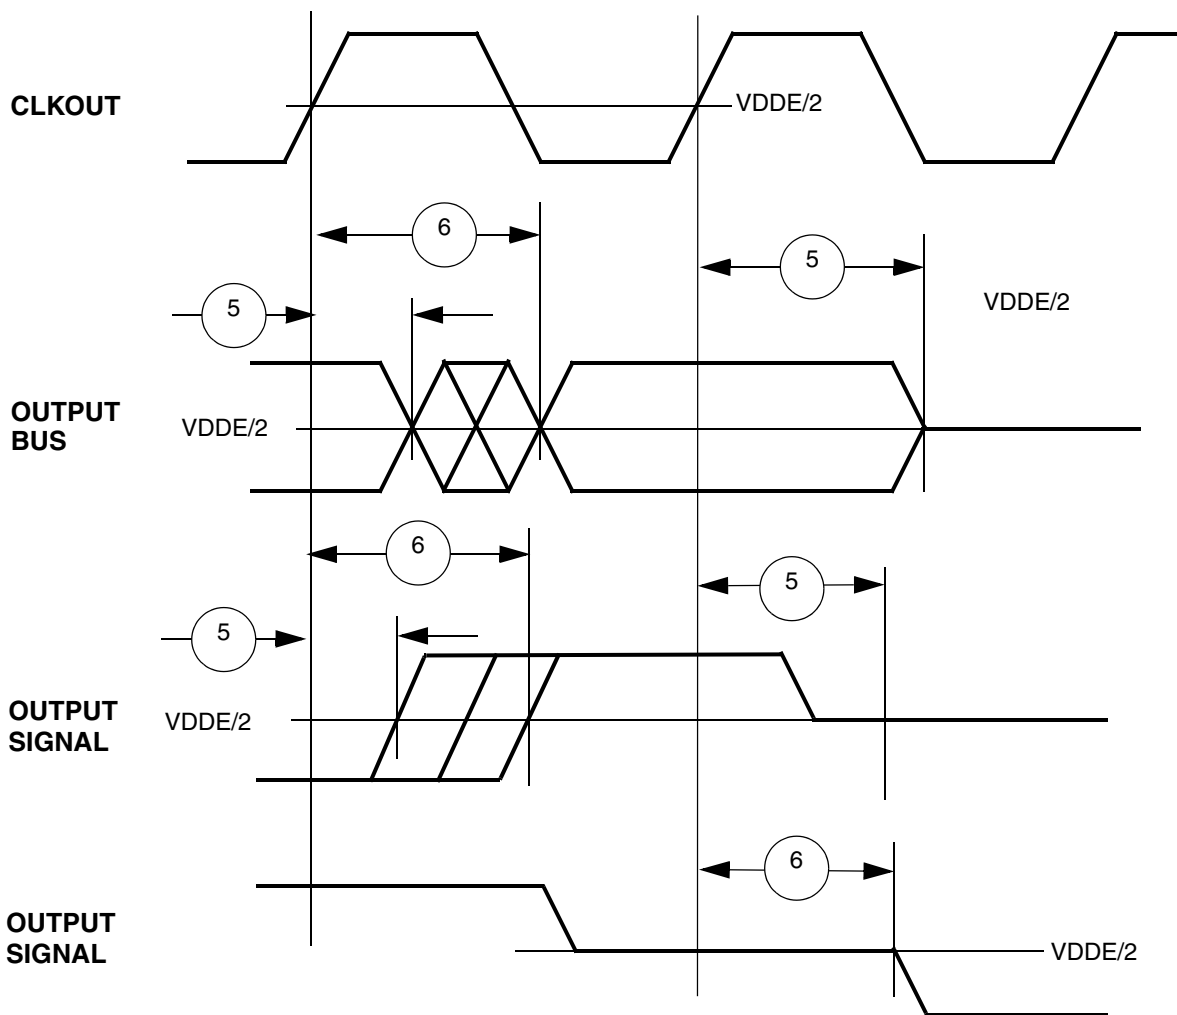 CLKOUT
VDDE/2
6
5
5
VDDE/2
OUTPUT
BUS
VDDE/2
6
5
5
OUTPUT
SIGNAL
VDDE/2
6
OUTPUT
SIGNAL
VDDE/2